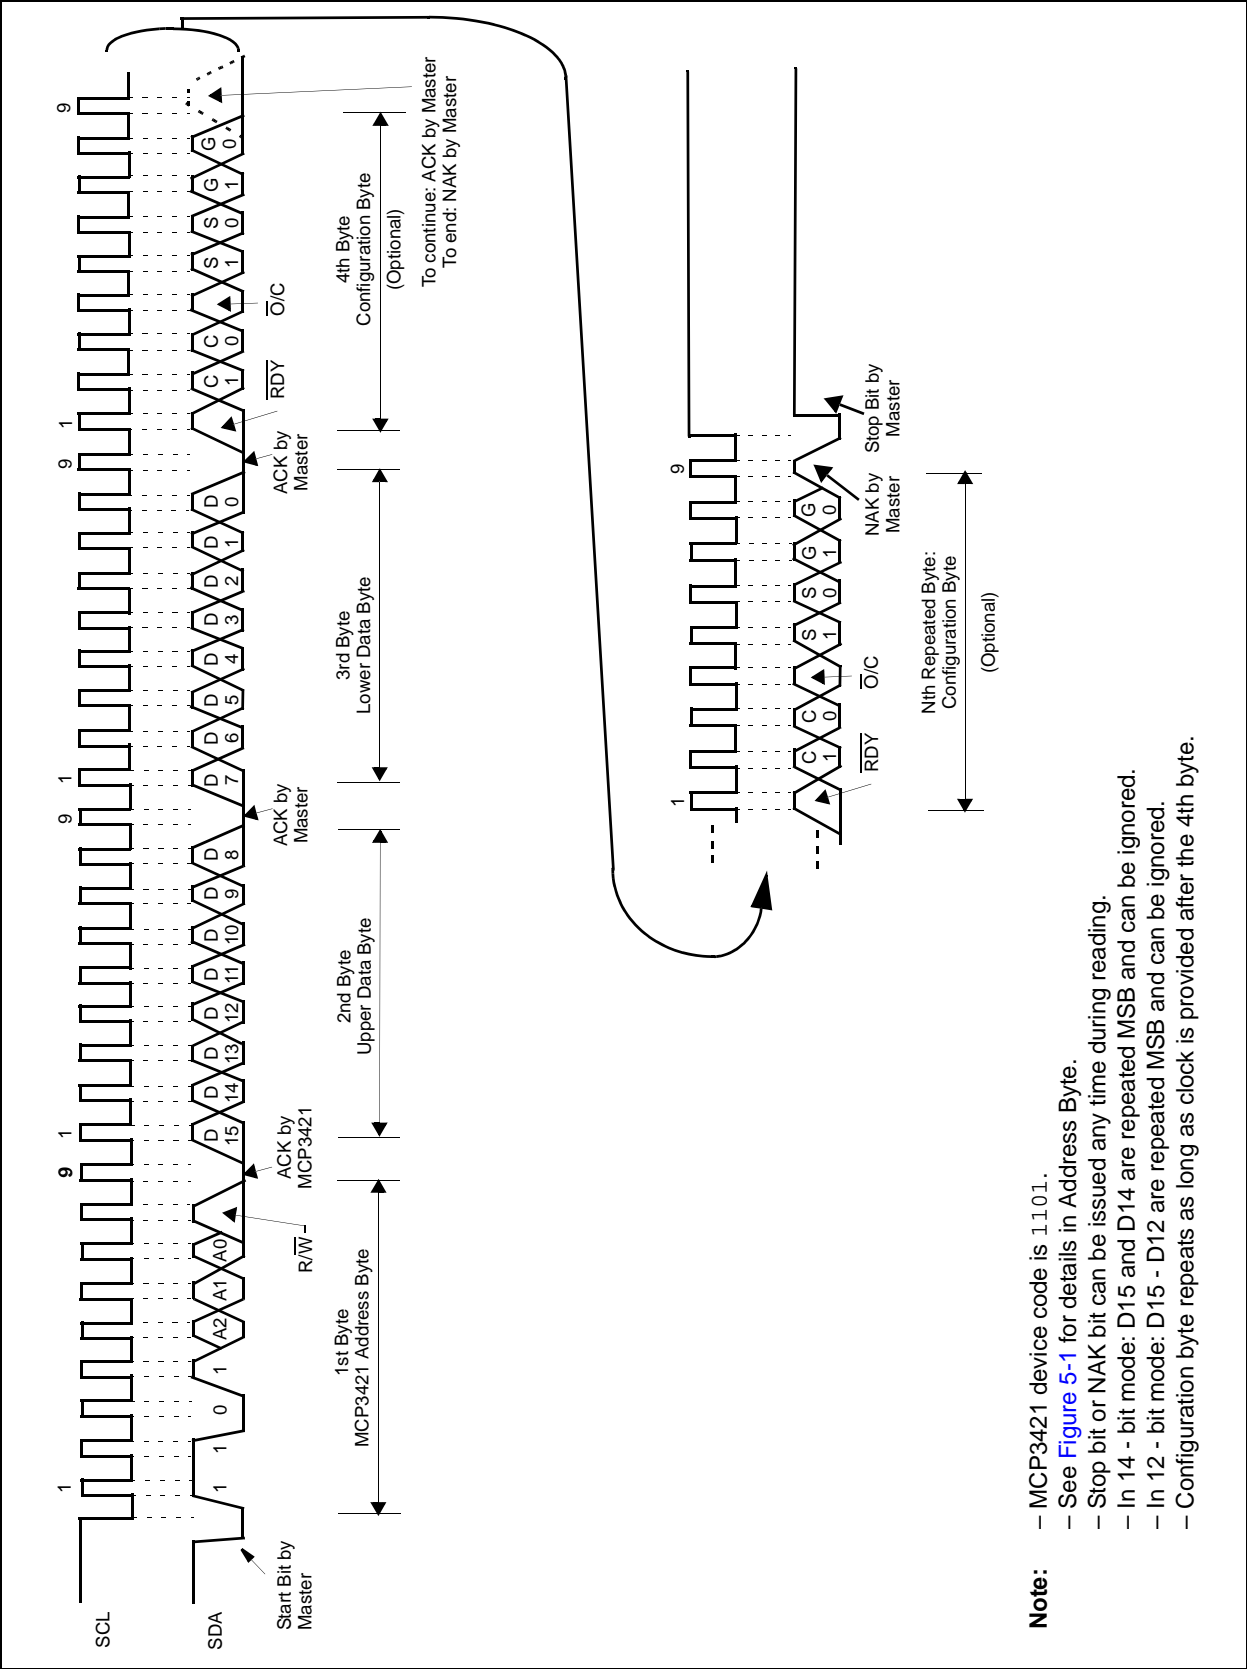 1 9 1 9 1 9 1 9
SCL
SDA
1 1 0 1 A2 A1 A0
D 15 D 14 D 13 D 12 D 11 D 10 D 9 D 8
D 7 D 6 D 5 D 4 D 3 D 2 D 1 D 0
C 1 C 0 S 1 S 0 G 1 G 0
Start Bit by
Master
R/W̅
ACK by
MCP3421
ACK by
Master
ACK by
Master
R̅D̅Y̅
O̅/C
1st Byte
MCP3421 Address Byte
2nd Byte
Upper Data Byte
3rd Byte
Lower Data Byte
4th Byte
Configuration Byte
(Optional)
To continue: ACK by Master
To end: NAK by Master
1 9
C 1 C 0 S 1 S 0 G 1 G 0
R̅D̅Y̅
O̅/C
NAK by
Master
Stop Bit by
Master
Nth Repeated Byte:
Configuration Byte
(Optional)
Note: – MCP3421 device code is 1101.
– See Figure 5-1 for details in Address Byte.
– Stop bit or NAK bit can be issued any time during reading.
– In 14 - bit mode: D15 and D14 are repeated MSB and can be ignored.
– In 12 - bit mode: D15 - D12 are repeated MSB and can be ignored.
– Configuration byte repeats as long as clock is provided after the 4th byte.